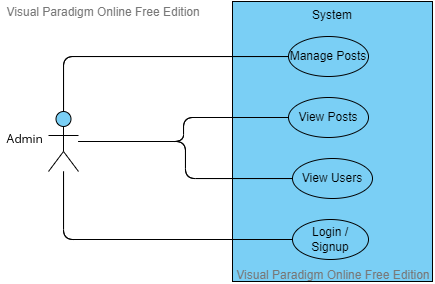 Visual Paradigm Online Free Edition
System
Manage Posts
View Posts
Admin
View Users
Login /
Signup
Visual Paradigm Online Free Edition